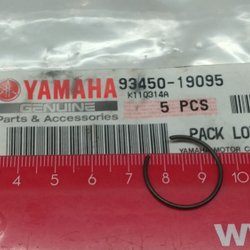 YAMAHA 93450-19095
GENUINE K110314A
Parts & Accessories 5 PCS
PACK LO
YAMAHA MOTOR C
4 5 6 7 8 9 10